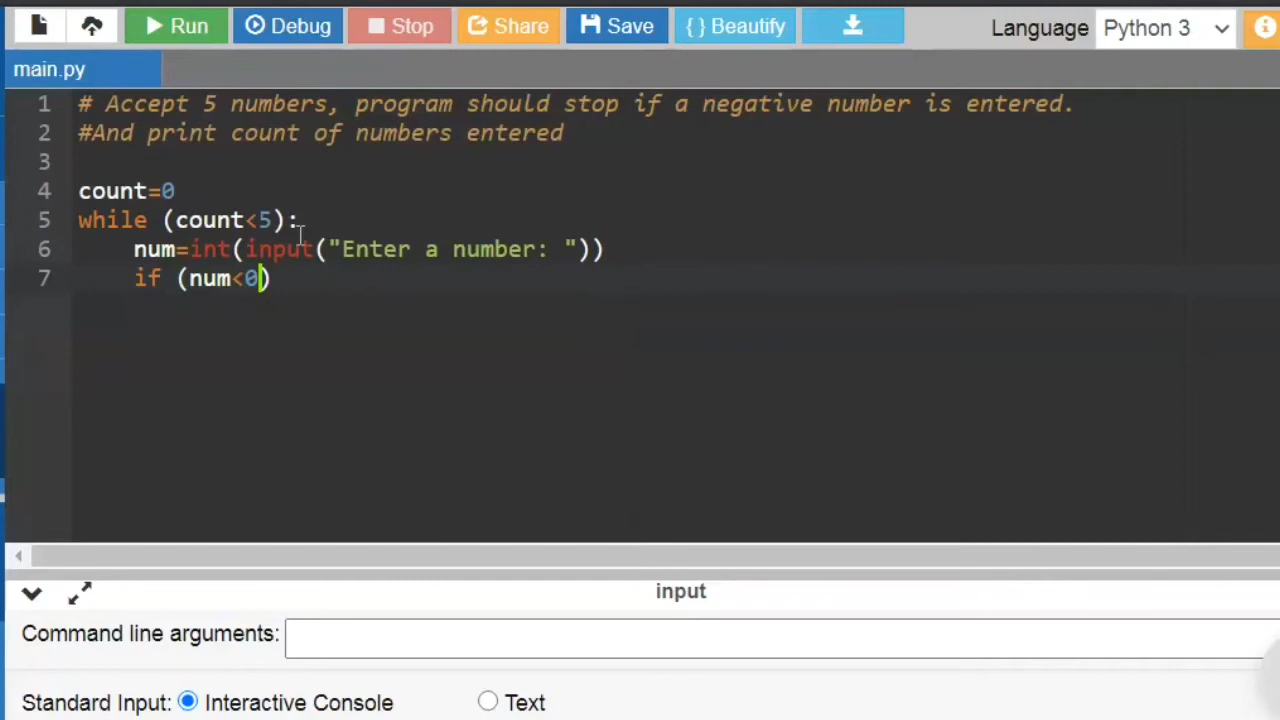 Run Debug Stop Share Save { } Beautify Language Python 3
main.py
1 # Accept 5 numbers, program should stop if a negative number is entered.
2 #And print count of numbers entered
3
4 count=0
5 while (count<5):
6 num=int(input("Enter a number: "))
7 if (num<0)
input
Command line arguments:
Standard Input: Interactive Console Text